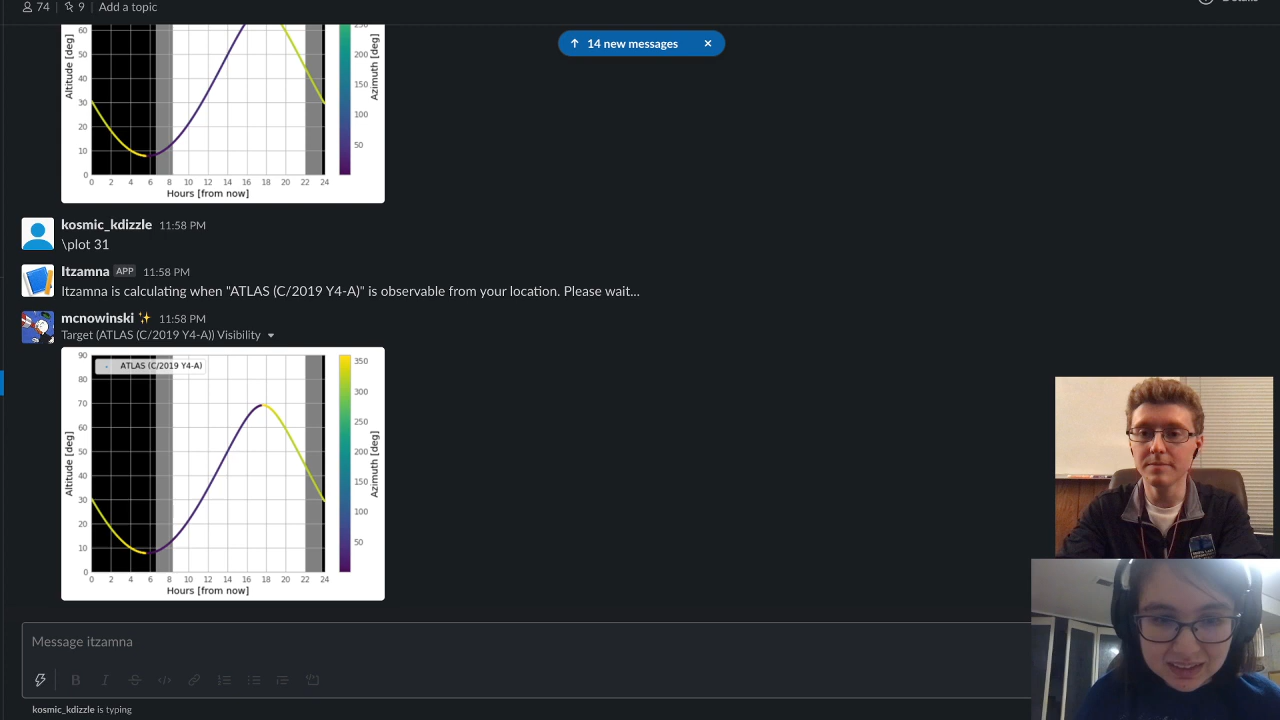 74 | 9 | Add a topic
14 new messages ×
Altitude [deg]
60
50
40
30
20
10
0
0 2 4 6 8 10 12 14 16 18 20 22 24
Hours [from now]
200
150
100
50
Azimuth [deg]
kosmic_kdizzle 11:58 PM
\plot 31
Itzamna APP 11:58 PM
Itzamna is calculating when "ATLAS (C/2019 Y4-A)" is observable from your location. Please wait...
mcnowinski 11:58 PM
Target (ATLAS (C/2019 Y4-A)) Visibility
ATLAS (C/2019 Y4-A)
Altitude [deg]
90
80
70
60
50
40
30
20
10
0
0 2 4 6 8 10 12 14 16 18 20 22 24
Hours [from now]
350
300
250
200
150
100
50
Azimuth [deg]
Message itzamna
B I S </>
kosmic_kdizzle is typing